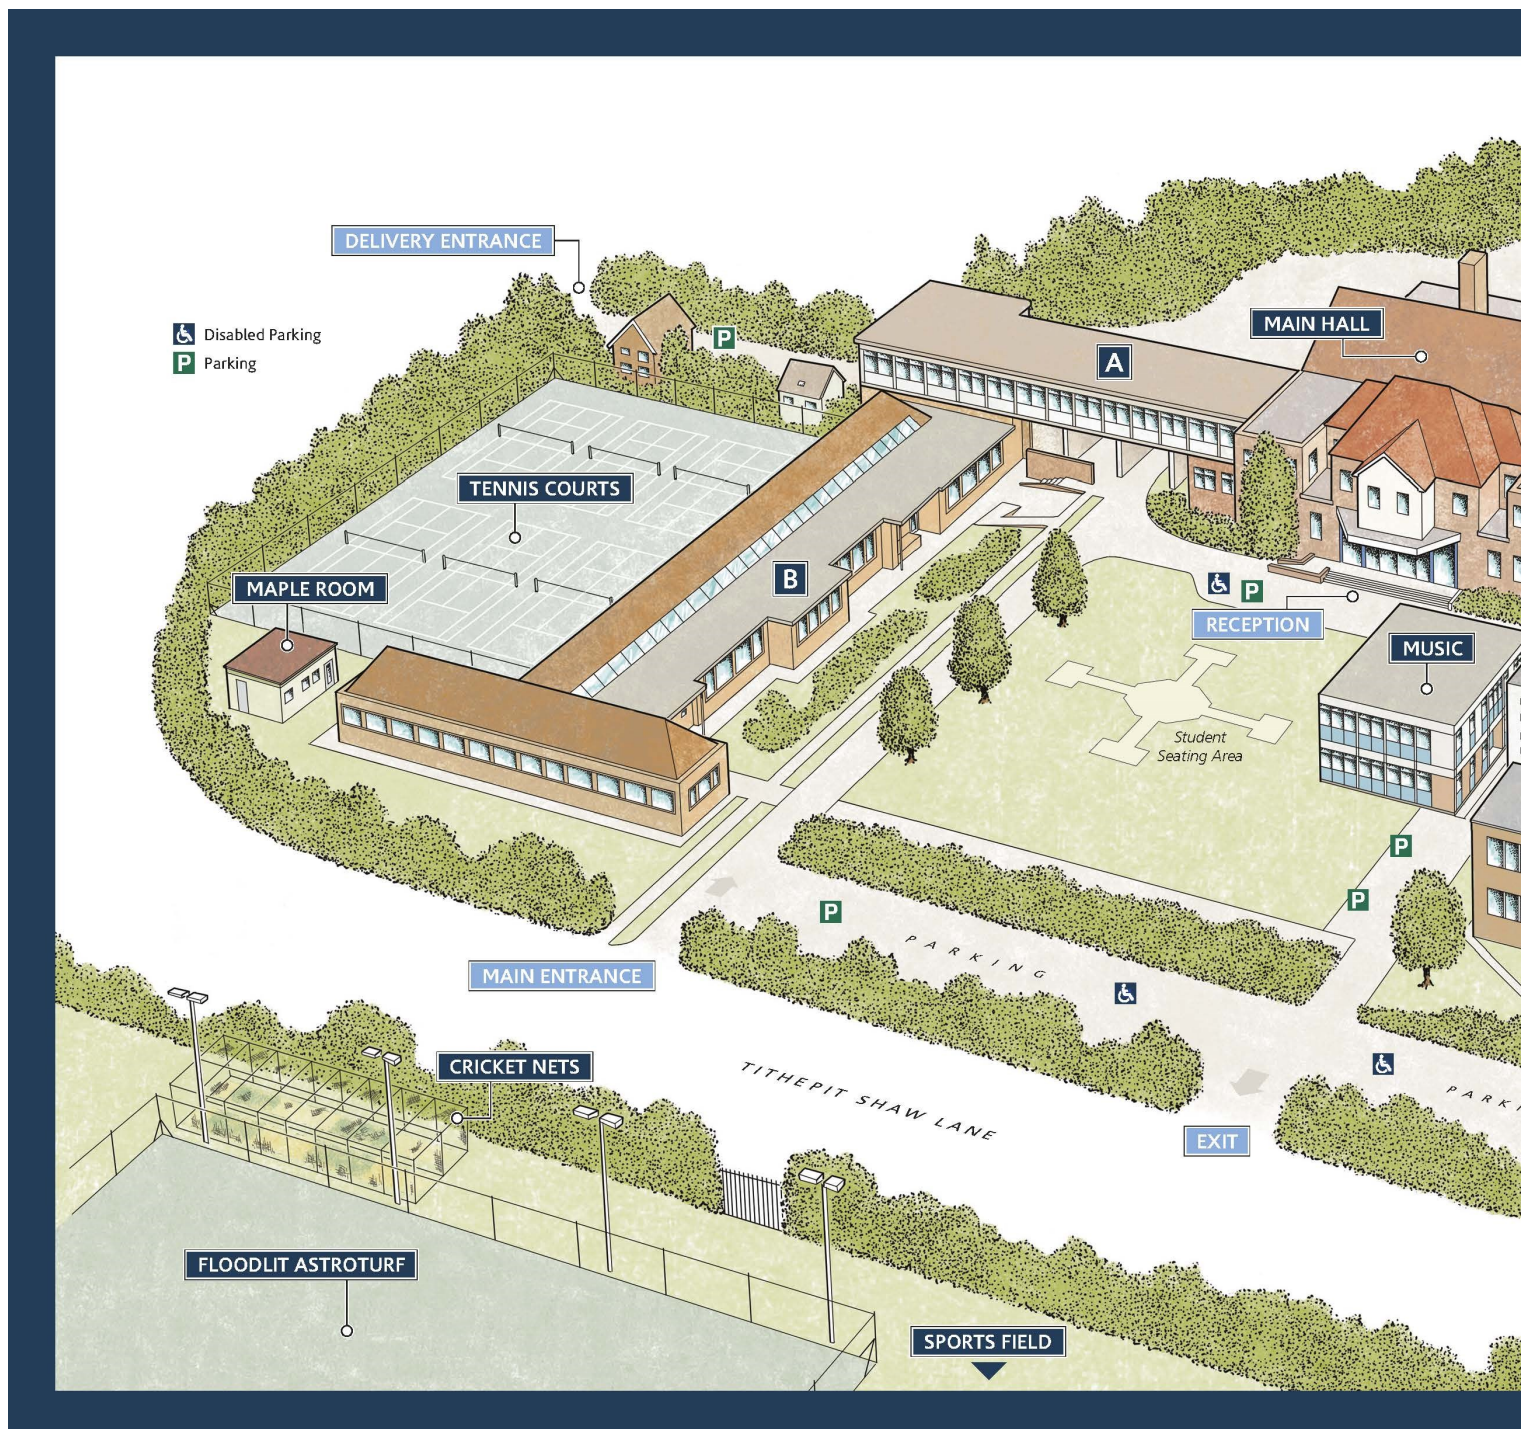 DELIVERY ENTRANCE
Disabled Parking
P Parking
P
A
MAIN HALL
TENNIS COURTS
B
MAPLE ROOM
P
RECEPTION
MUSIC
Student
Seating Area
P
P
P
PARKING
MAIN ENTRANCE
CRICKET NETS
TITHEPIT SHAW LANE
EXIT
FLOODLIT ASTROTURF
SPORTS FIELD